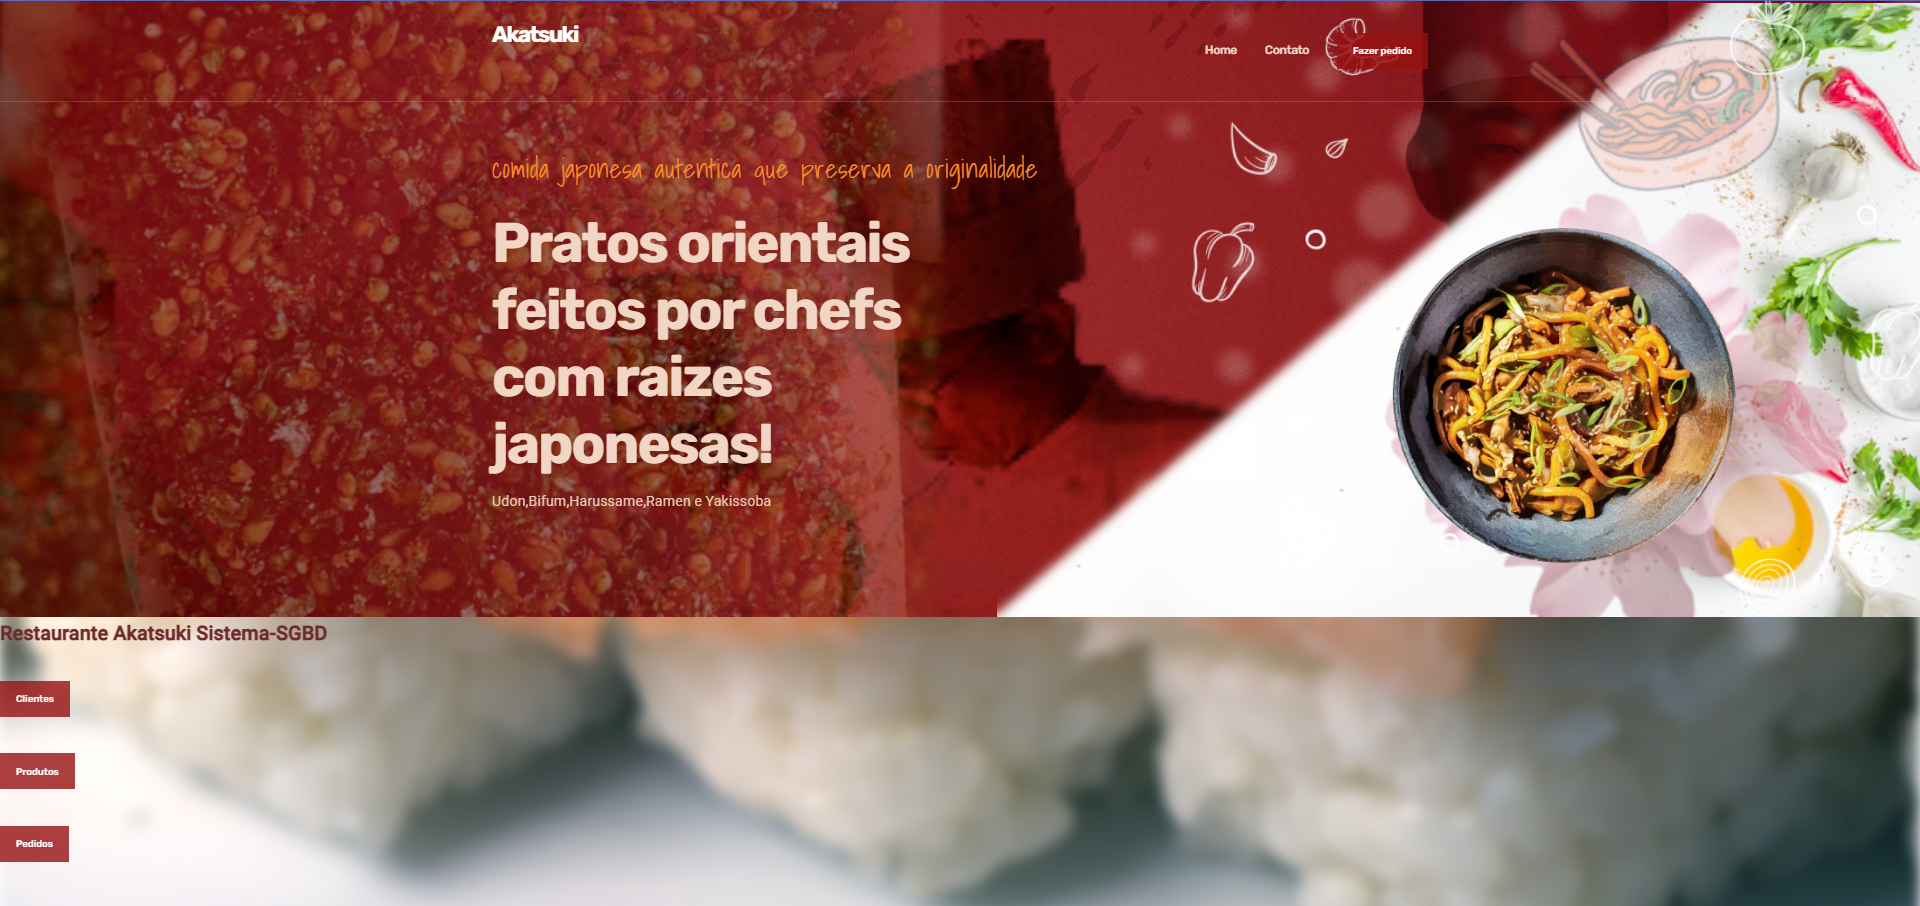 Akatsuki
Home Contato Fazer pedido
comida japonesa autentica que preserva a originalidade
Pratos orientais
feitos por chefs
com raizes
japonesas!
Udon,Bifum,Harussame,Ramen e Yakissoba
Restaurante Akatsuki Sistema-SGBD
Clientes
Produtos
Pedidos